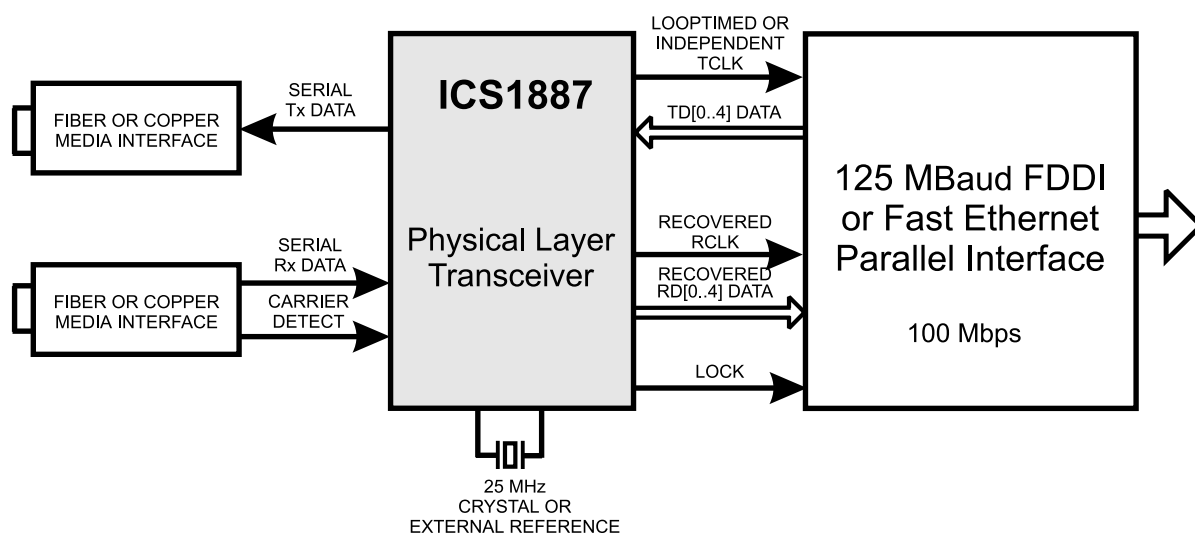 SERIAL
Tx DATA
FIBER OR COPPER
MEDIA INTERFACE
SERIAL
Rx DATA
FIBER OR COPPER
MEDIA INTERFACE
CARRIER
DETECT
ICS1887
Physical Layer
Transceiver
25 MHz
CRYSTAL OR
EXTERNAL REFERENCE
LOOPTIMED OR
INDEPENDENT
TCLK
TD[0..4] DATA
RECOVERED
RCLK
RECOVERED
RD[0..4] DATA
LOCK
125 MBaud FDDI
or Fast Ethernet
Parallel Interface
100 Mbps